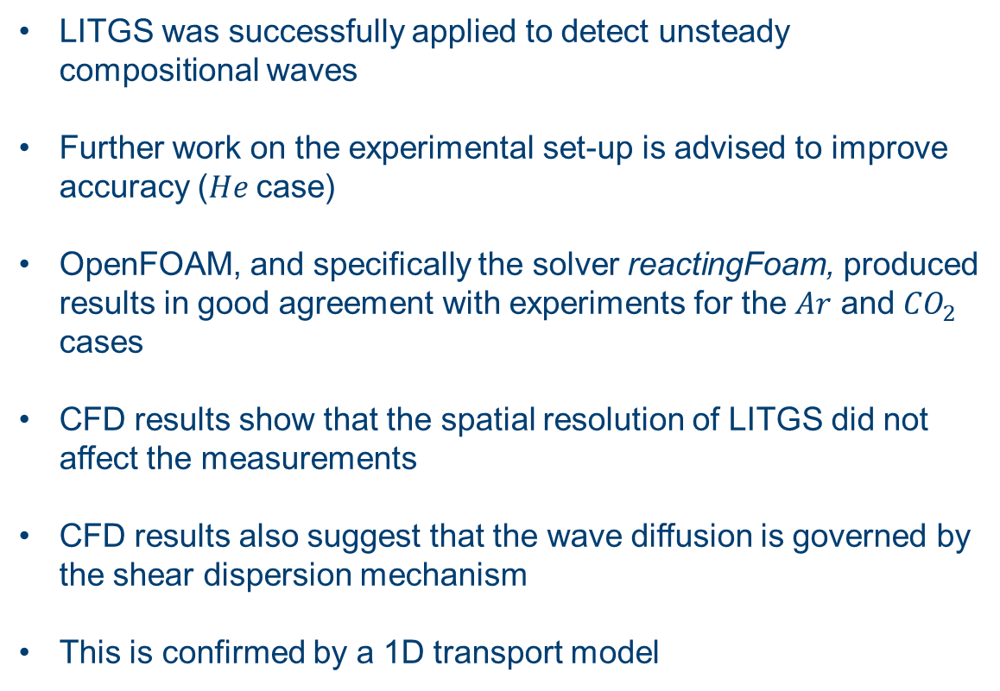 • LITGS was successfully applied to detect unsteady
compositional waves
• Further work on the experimental set-up is advised to improve
accuracy (He case)
• OpenFOAM, and specifically the solver reactingFoam, produced
results in good agreement with experiments for the Ar and CO₂
cases
• CFD results show that the spatial resolution of LITGS did not
affect the measurements
• CFD results also suggest that the wave diffusion is governed by
the shear dispersion mechanism
• This is confirmed by a 1D transport model